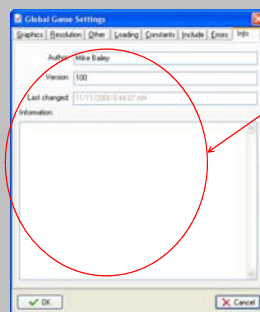 Global Game Settings
Graphics Resolution Other Loading Constants Include Errors Info
Author: Mike Bailey
Version: 100
Last changed: 11/11/2008 8:44:07 AM
Information:
OK Cancel